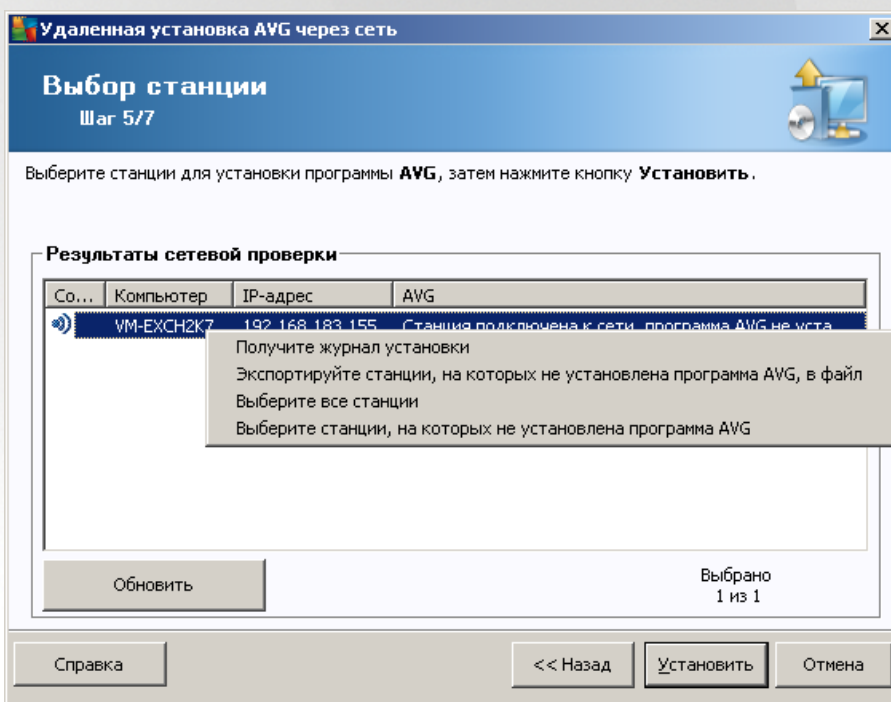 Удаленная установка AVG через сеть
Выбор станции
Шаг 5/7
Выберите станции для установки программы AVG, затем нажмите кнопку Установить.
Результаты сетевой проверки
Со... Компьютер IP-адрес AVG
VM-EXCH2K7 192.168.183.155 Станция подключена к сети, программа AVG не уста...
Получите журнал установки
Экспортируйте станции, на которых не установлена программа AVG, в файл
Выберите все станции
Выберите станции, на которых не установлена программа AVG
Обновить
Выбрано
1 из 1
Справка << Назад Установить Отмена